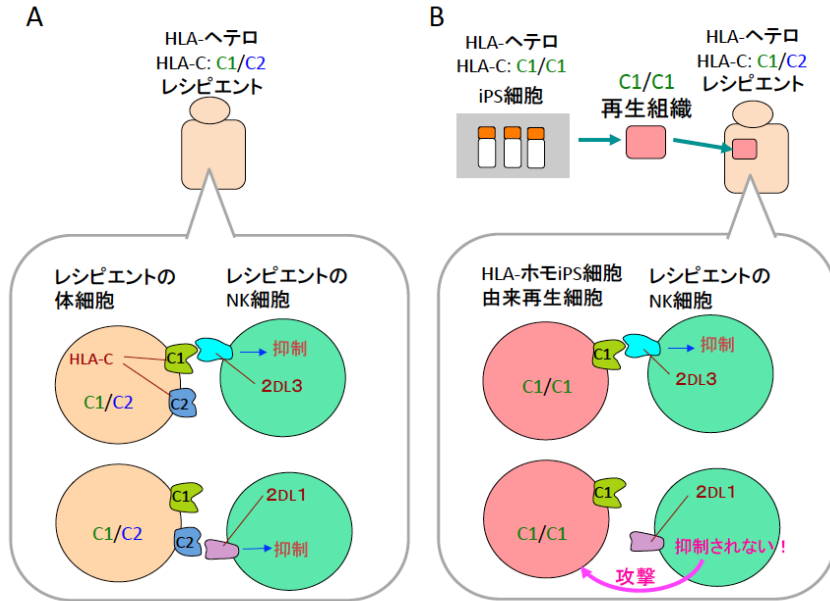 A
HLA-ヘテロ
HLA-C: C1/C2
レシピエント
レシピエントの
体細胞
レシピエントの
NK細胞
HLA-C
C1
抑制
2DL3
C1/C2
C2
C1
2DL1
C1/C2
C2
抑制
B
HLA-ヘテロ
HLA-C: C1/C1
iPS細胞
C1/C1
再生組織
HLA-ヘテロ
HLA-C: C1/C2
レシピエント
HLA-ホモiPS細胞
由来再生細胞
レシピエントの
NK細胞
C1
抑制
2DL3
C1/C1
C1
2DL1
C1/C1
抑制されない！
攻撃